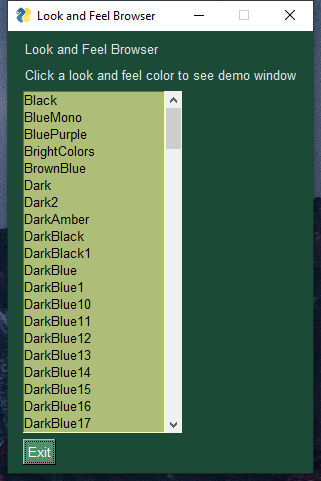 Look and Feel Browser
Look and Feel Browser
Click a look and feel color to see demo window
Black
BlueMono
BluePurple
BrightColors
BrownBlue
Dark
Dark2
DarkAmber
DarkBlack
DarkBlack1
DarkBlue
DarkBlue1
DarkBlue10
DarkBlue11
DarkBlue12
DarkBlue13
DarkBlue14
DarkBlue15
DarkBlue16
DarkBlue17
Exit